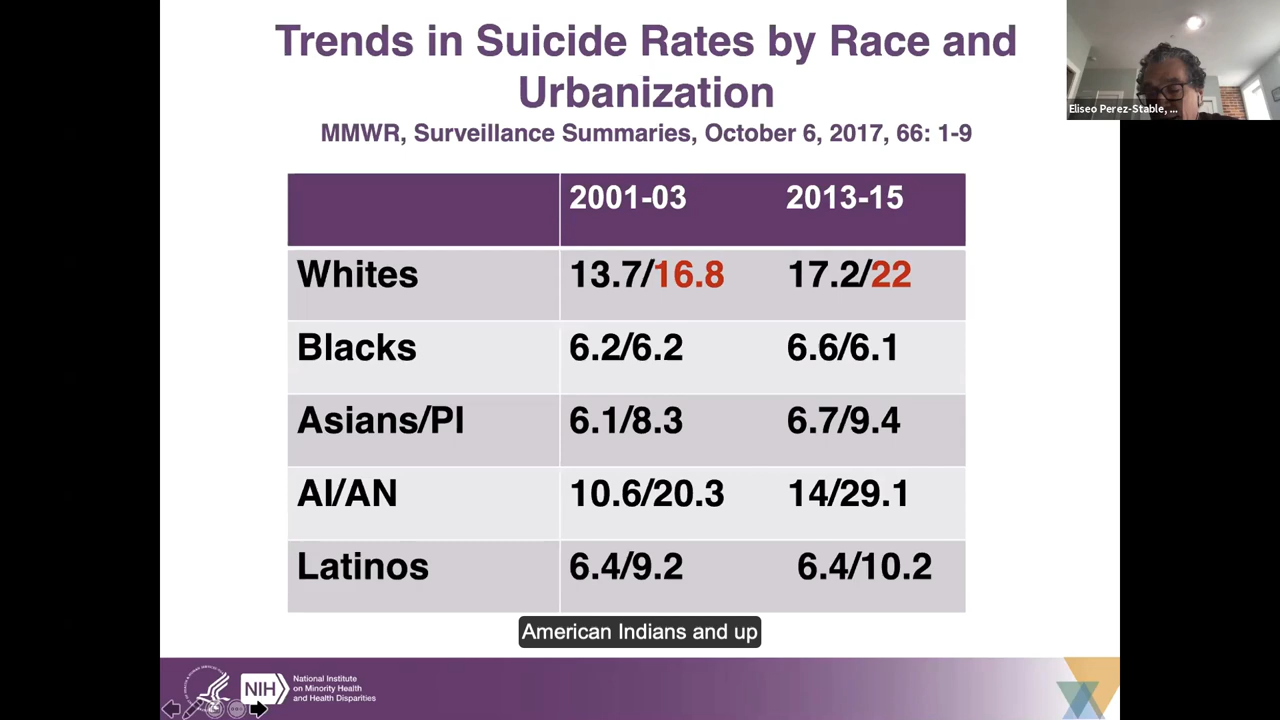 Trends in Suicide Rates by Race and
Urbanization
MMWR, Surveillance Summaries, October 6, 2017, 66: 1-9
Eliseo Perez-Stable, ...
2001-03 2013-15
Whites 13.7/16.8 17.2/22
Blacks 6.2/6.2 6.6/6.1
Asians/PI 6.1/8.3 6.7/9.4
AI/AN 10.6/20.3 14/29.1
Latinos 6.4/9.2 6.4/10.2
American Indians and up
NIH
National Institute
on Minority Health
and Health Disparities